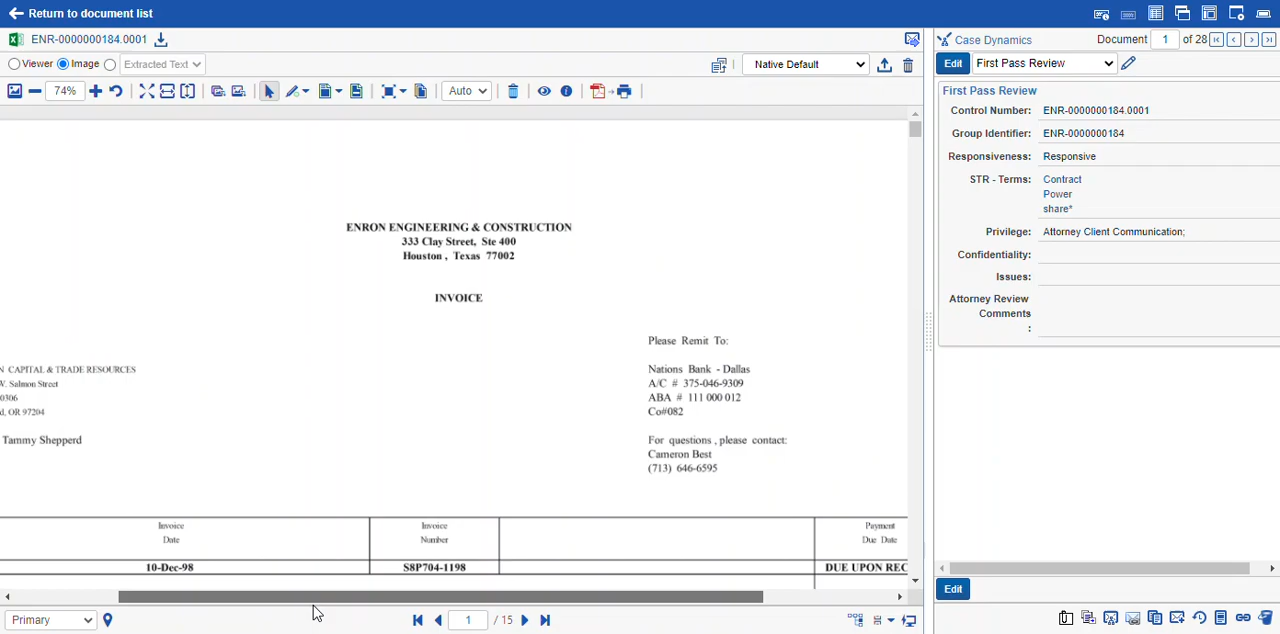 Return to document list
ENR-0000000184.0001
Case Dynamics
Document 1 of 28
Viewer Image Extracted Text
Native Default
Edit First Pass Review
74%
Auto
First Pass Review
Control Number: ENR-0000000184.0001
Group Identifier: ENR-0000000184
Responsiveness: Responsive
STR - Terms: Contract
Power
share*
Privilege: Attorney Client Communication;
Confidentiality:
Issues:
Attorney Review
Comments
:
Edit
ENRON ENGINEERING & CONSTRUCTION
333 Clay Street, Ste 400
Houston , Texas 77002
INVOICE
Please Remit To:
N CAPITAL & TRADE RESOURCES
W. Salmon Street
0306
d, OR 97204
Tammy Shepperd
Nations Bank - Dallas
A/C # 375-046-9309
ABA # 111 000 012
Co#082
For questions , please contact:
Cameron Best
(713) 646-6595
Invoice
Date
Invoice
Number
Payment
Due Date
10-Dec-98
S8P704-1198
DUE UPON REC
Primary
1 / 15